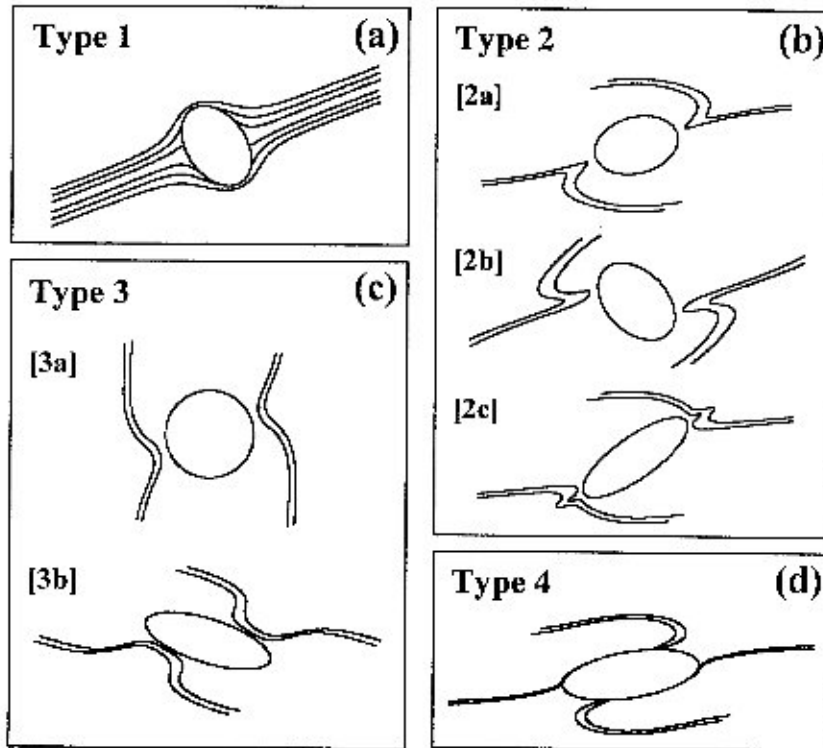 Type 1 (a)
Type 2 (b)
[2a]
[2b]
[2c]
Type 3 (c)
[3a]
[3b]
Type 4 (d)